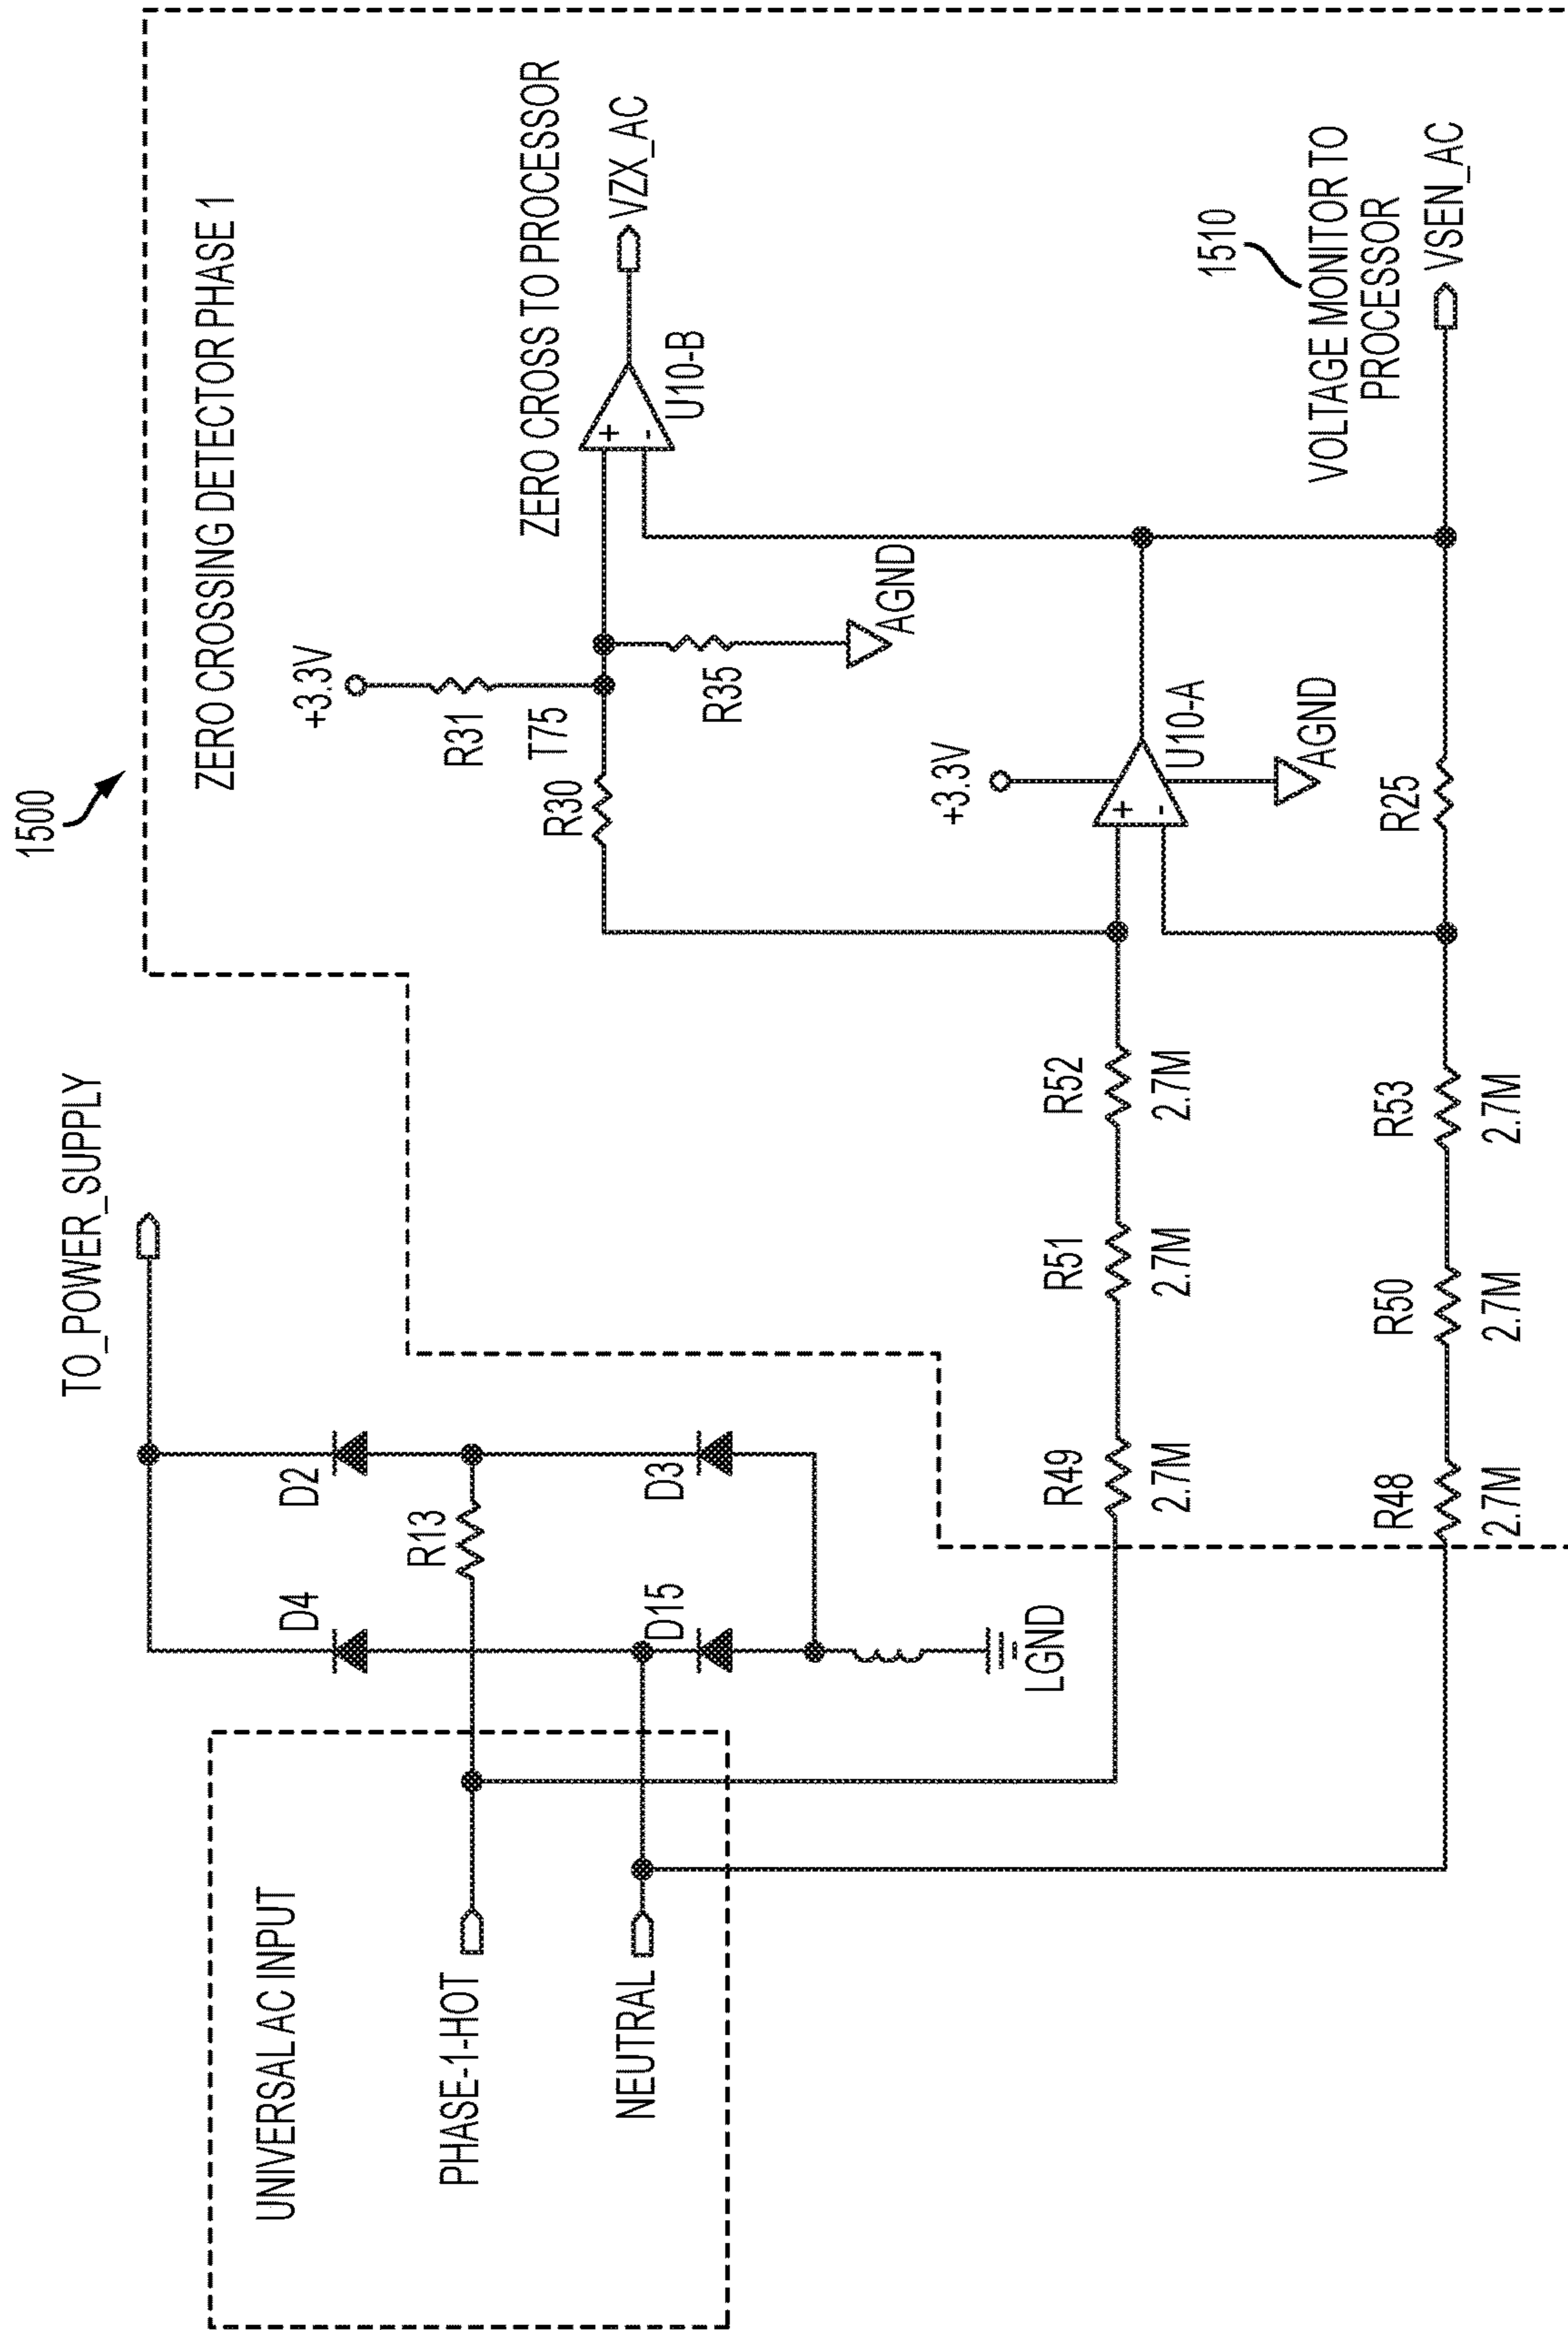 1500
ZERO CROSSING DETECTOR PHASE 1
UNIVERSAL AC INPUT
PHASE-1-HOT
NEUTRAL
TO_POWER_SUPPLY
D4
D2
R13
D15
D3
LGND
+3.3V
R31
T75
R30
R35
AGND
ZERO CROSS TO PROCESSOR
VZX_AC
+
-
U10-B
+3.3V
+
-
U10-A
AGND
R49
2.7M
R51
2.7M
R52
2.7M
R48
2.7M
R50
2.7M
R53
2.7M
R25
1510
VOLTAGE MONITOR TO
PROCESSOR
VSEN_AC